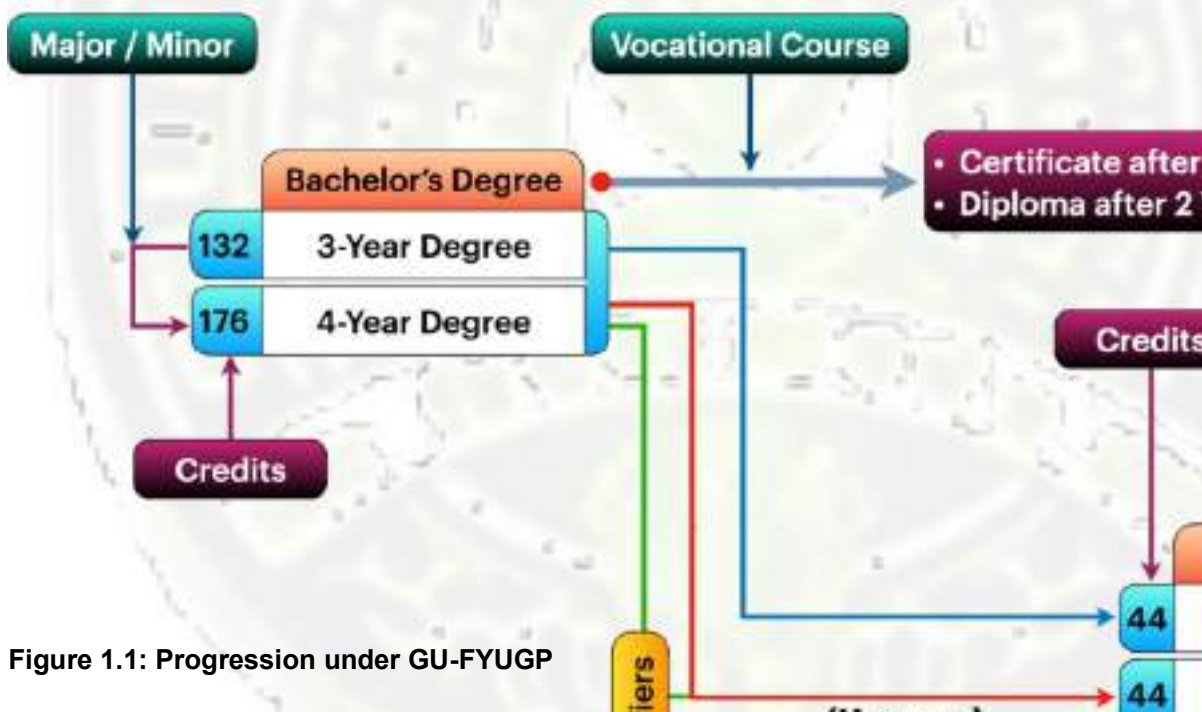 Major / Minor
Vocational Course
• Certificate after
• Diploma after 2
Bachelor's Degree
132 3-Year Degree
176 4-Year Degree
Credits
Credits
44
Figure 1.1: Progression under GU-FYUGP
44